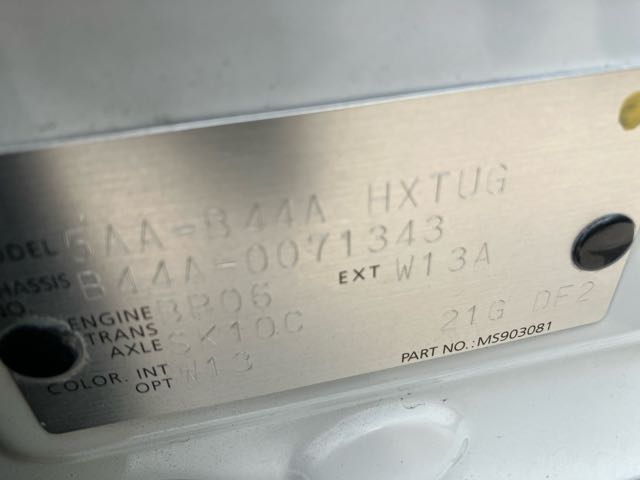 MODEL 5AA-B44A HXTUG
CHASSIS NO. B44A-0071343
ENGINE BR06 EXT W13A
TRANS AXLE SK10C
COLOR. INT W13 21G DF2
OPT
PART NO.:MS903081